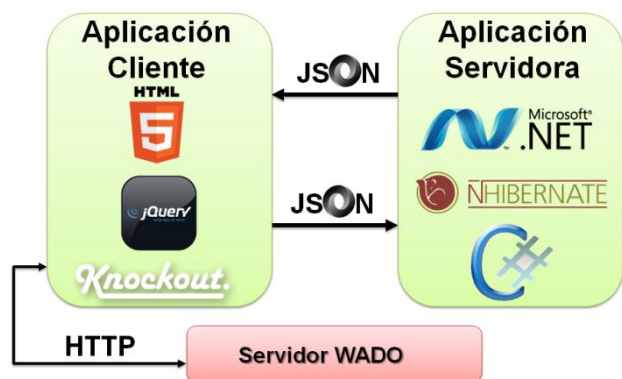 Aplicación
Cliente
HTML
5
jQuery
Knockout.
JSON
JSON
Aplicación
Servidora
Microsoft®
.NET
NHIBERNATE
C#
HTTP
Servidor WADO